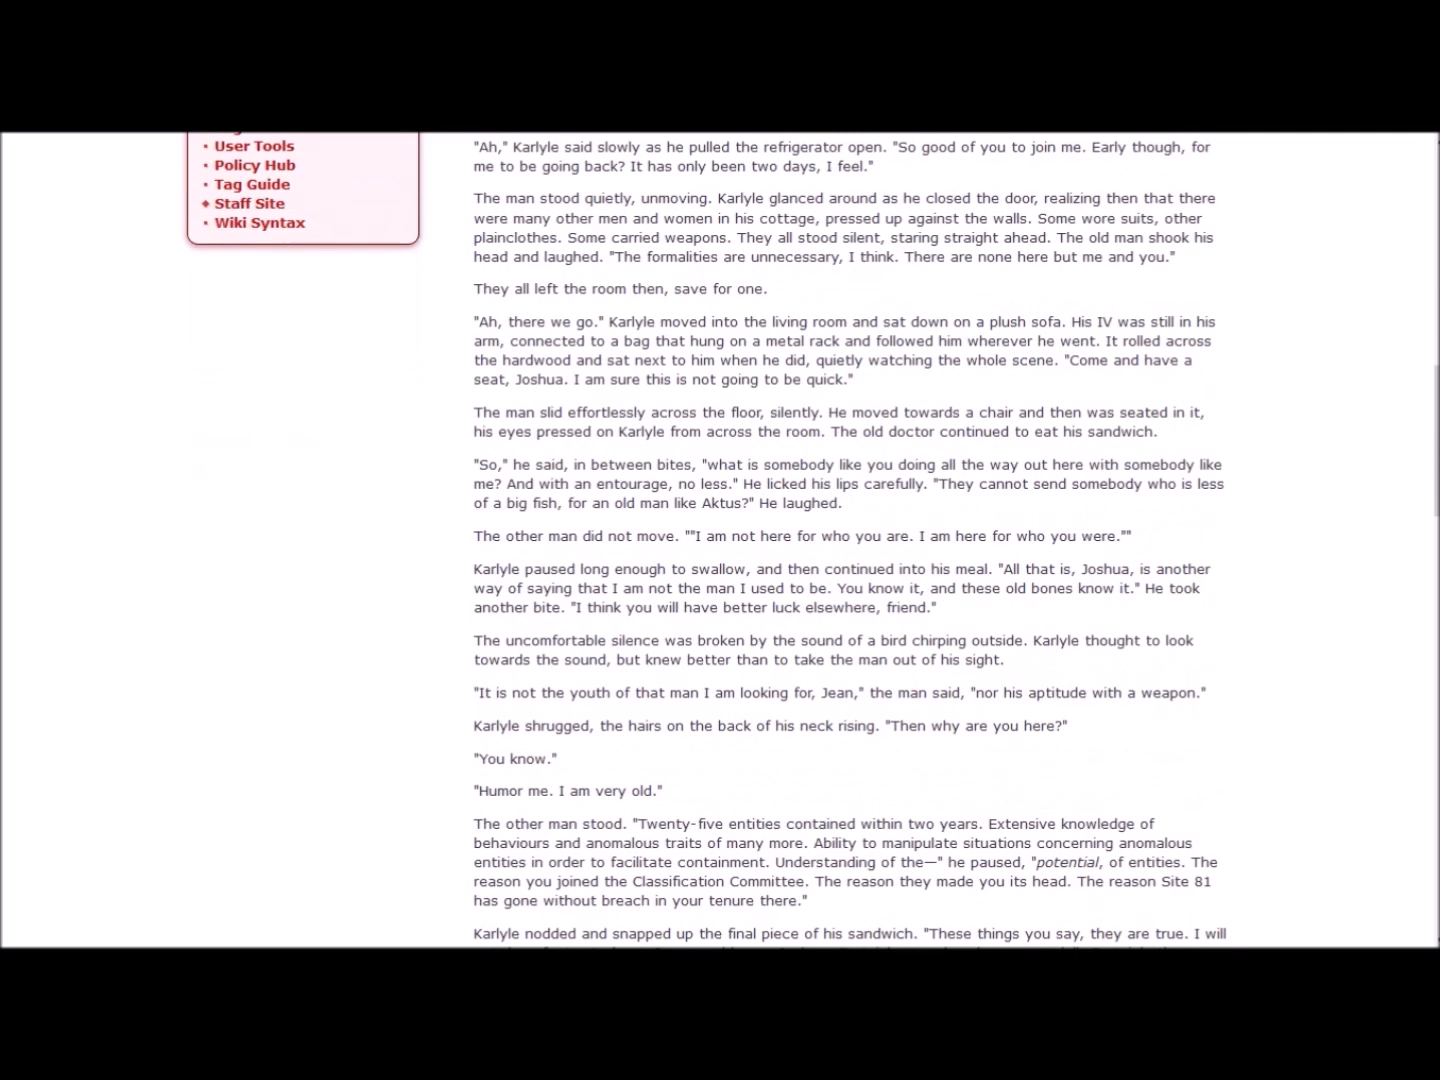 User Tools
Policy Hub
Tag Guide
Staff Site
Wiki Syntax
"Ah," Karlyle said slowly as he pulled the refrigerator open. "So good of you to join me. Early though, for
me to be going back? It has only been two days, I feel."
The man stood quietly, unmoving. Karlyle glanced around as he closed the door, realizing then that there
were many other men and women in his cottage, pressed up against the walls. Some wore suits, other
plainclothes. Some carried weapons. They all stood silent, staring straight ahead. The old man shook his
head and laughed. "The formalities are unnecessary, I think. There are none here but me and you."
They all left the room then, save for one.
"Ah, there we go." Karlyle moved into the living room and sat down on a plush sofa. His IV was still in his
arm, connected to a bag that hung on a metal rack and followed him wherever he went. It rolled across
the hardwood and sat next to him when he did, quietly watching the whole scene. "Come and have a
seat, Joshua. I am sure this is not going to be quick."
The man slid effortlessly across the floor, silently. He moved towards a chair and then was seated in it,
his eyes pressed on Karlyle from across the room. The old doctor continued to eat his sandwich.
"So," he said, in between bites, "what is somebody like you doing all the way out here with somebody like
me? And with an entourage, no less." He licked his lips carefully. "They cannot send somebody who is less
of a big fish, for an old man like Aktus?" He laughed.
The other man did not move. ""I am not here for who you are. I am here for who you were.""
Karlyle paused long enough to swallow, and then continued into his meal. "All that is, Joshua, is another
way of saying that I am not the man I used to be. You know it, and these old bones know it." He took
another bite. "I think you will have better luck elsewhere, friend."
The uncomfortable silence was broken by the sound of a bird chirping outside. Karlyle thought to look
towards the sound, but knew better than to take the man out of his sight.
"It is not the youth of that man I am looking for, Jean," the man said, "nor his aptitude with a weapon."
Karlyle shrugged, the hairs on the back of his neck rising. "Then why are you here?"
"You know."
"Humor me. I am very old."
The other man stood. "Twenty-five entities contained within two years. Extensive knowledge of
behaviours and anomalous traits of many more. Ability to manipulate situations concerning anomalous
entities in order to facilitate containment. Understanding of the—" he paused, "potential, of entities. The
reason you joined the Classification Committee. The reason they made you its head. The reason Site 81
has gone without breach in your tenure there."
Karlyle nodded and snapped up the final piece of his sandwich. "These things you say, they are true. I will